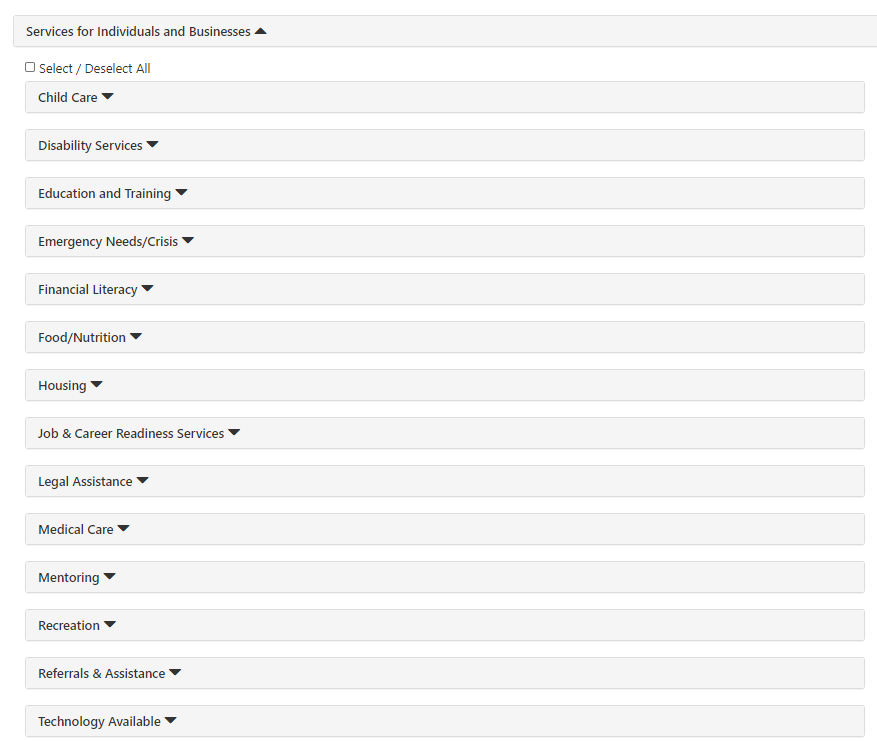 Services for Individuals and Businesses
Select / Deselect All
Child Care
Disability Services
Education and Training
Emergency Needs/Crisis
Financial Literacy
Food/Nutrition
Housing
Job & Career Readiness Services
Legal Assistance
Medical Care
Mentoring
Recreation
Referrals & Assistance
Technology Available